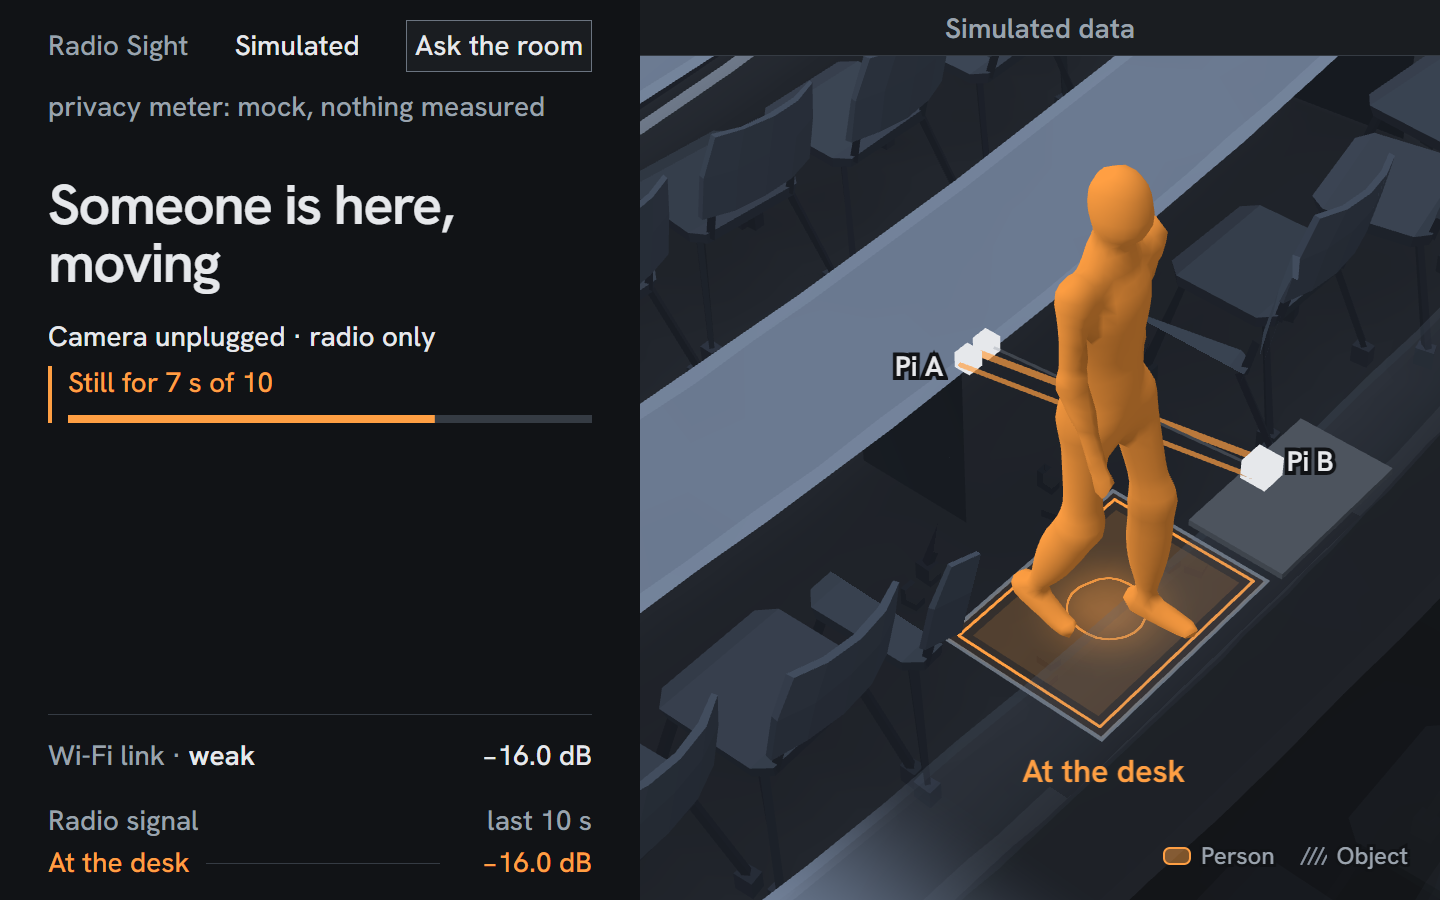 Radio Sight Simulated Ask the room
privacy meter: mock, nothing measured
Someone is here,
moving
Camera unplugged · radio only
Still for 7 s of 10
Wi-Fi link · weak −16.0 dB
Radio signal last 10 s
At the desk −16.0 dB
Simulated data
Pi A
Pi B
At the desk
Person Object